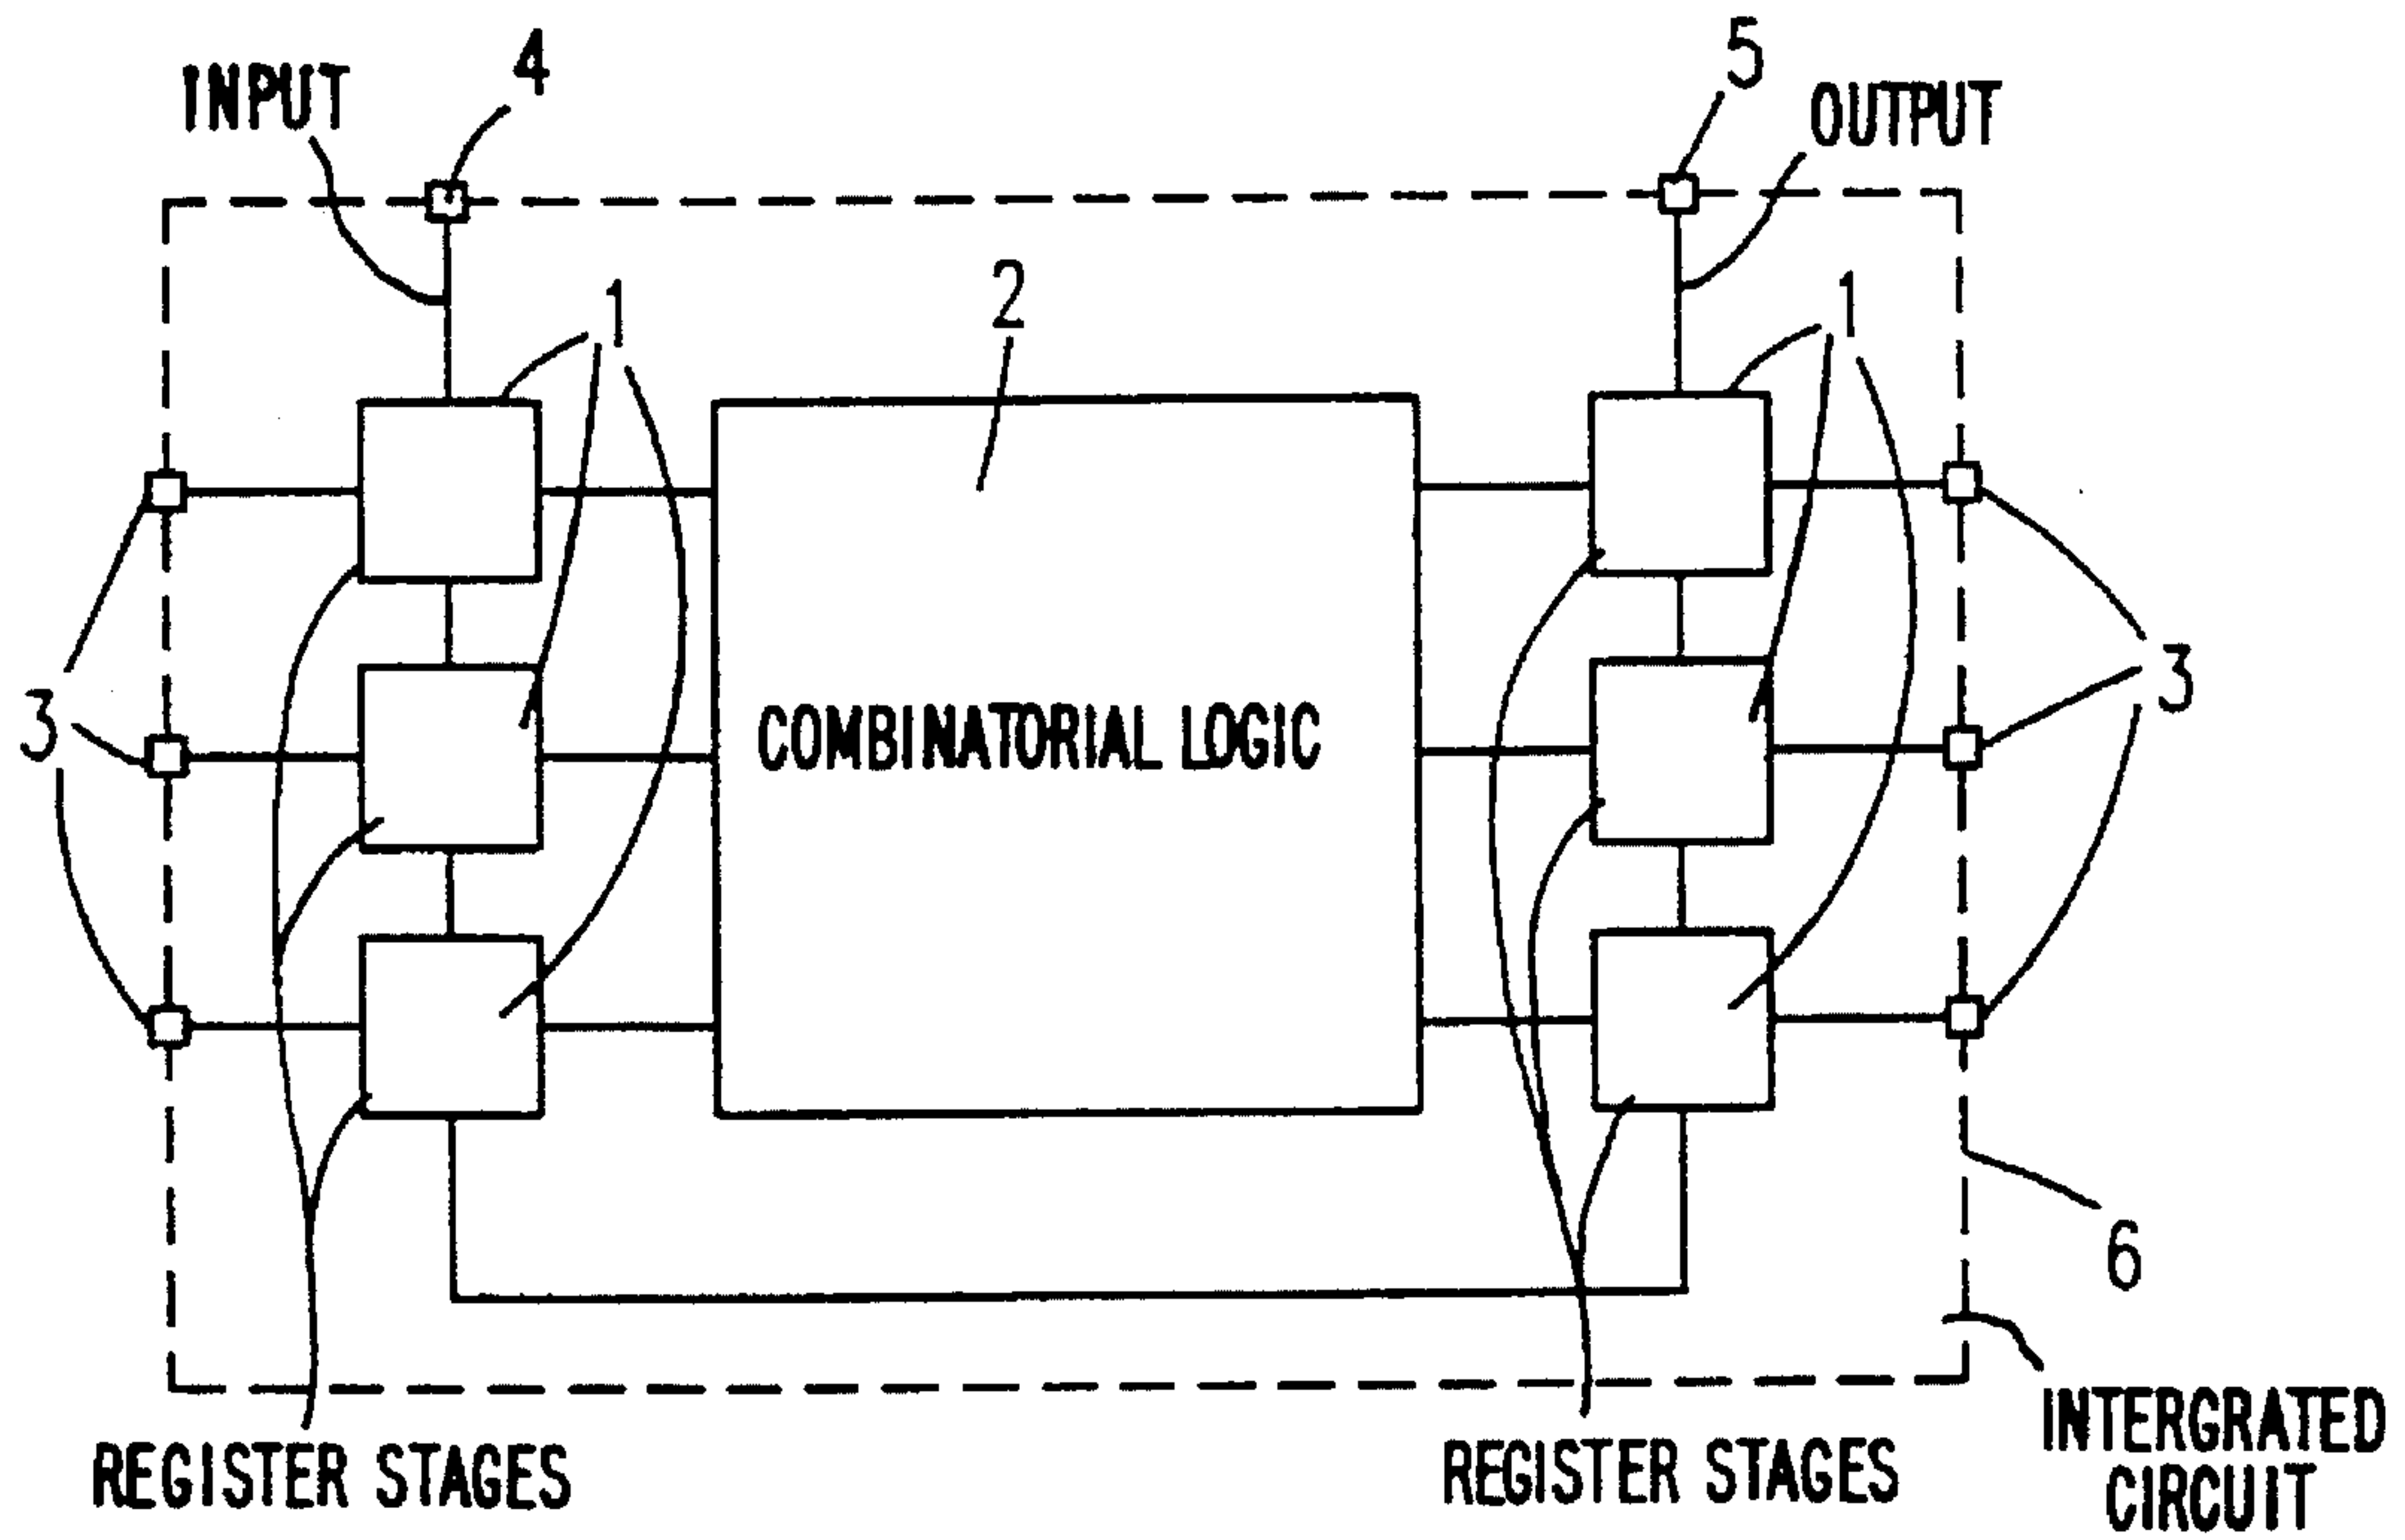 4
5
INPUT
OUTPUT
1
2
1
3
COMBINATORIAL LOGIC
3
6
REGISTER STAGES
REGISTER STAGES
INTERGRATED
CIRCUIT